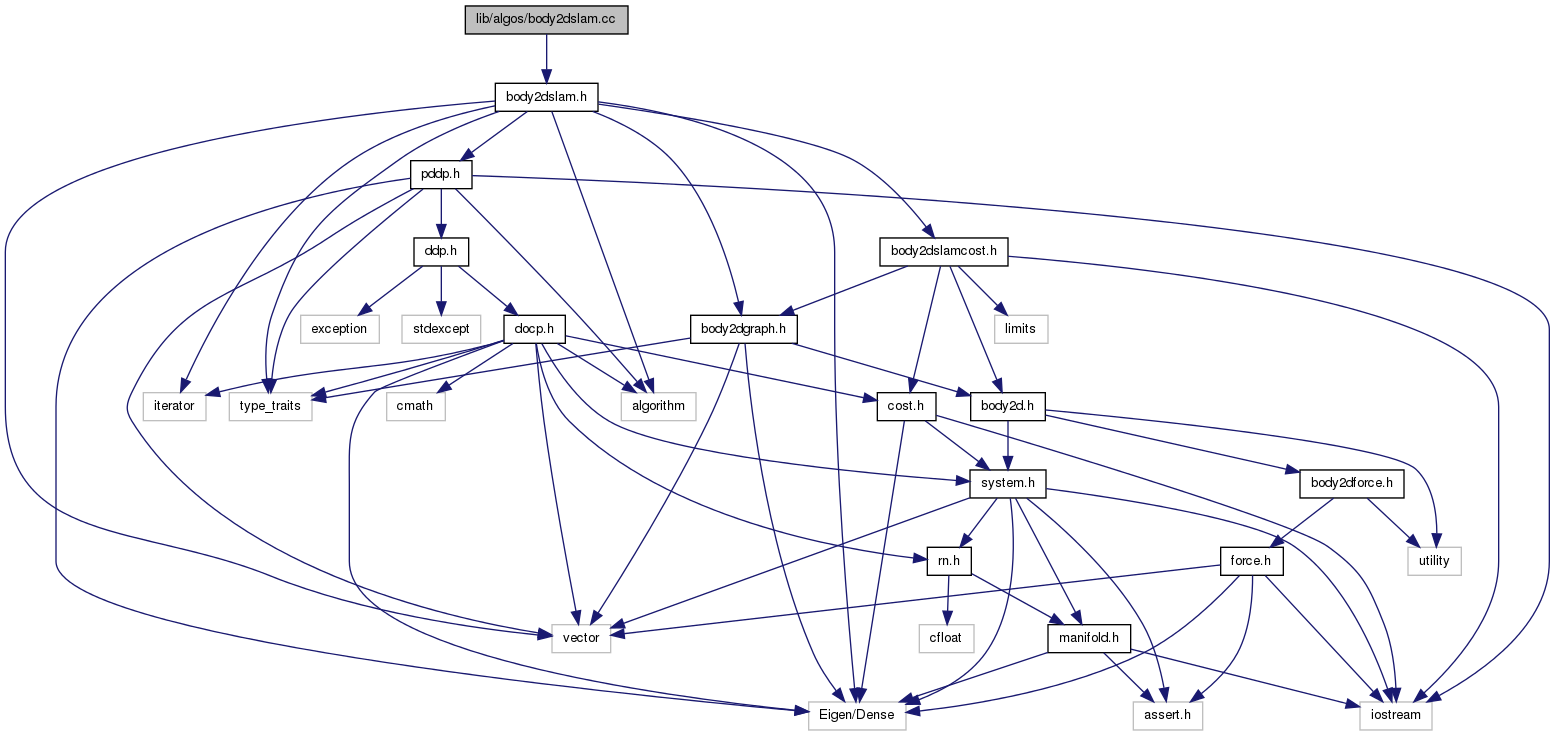 lib/algos/body2dslam.cc
body2dslam.h
pddp.h
ddp.h
body2dslamcost.h
exception
stdexcept
docp.h
body2dgraph.h
limits
iterator
type_traits
cmath
algorithm
cost.h
body2d.h
system.h
body2dforce.h
rn.h
force.h
utility
vector
cfloat
manifold.h
Eigen/Dense
assert.h
iostream